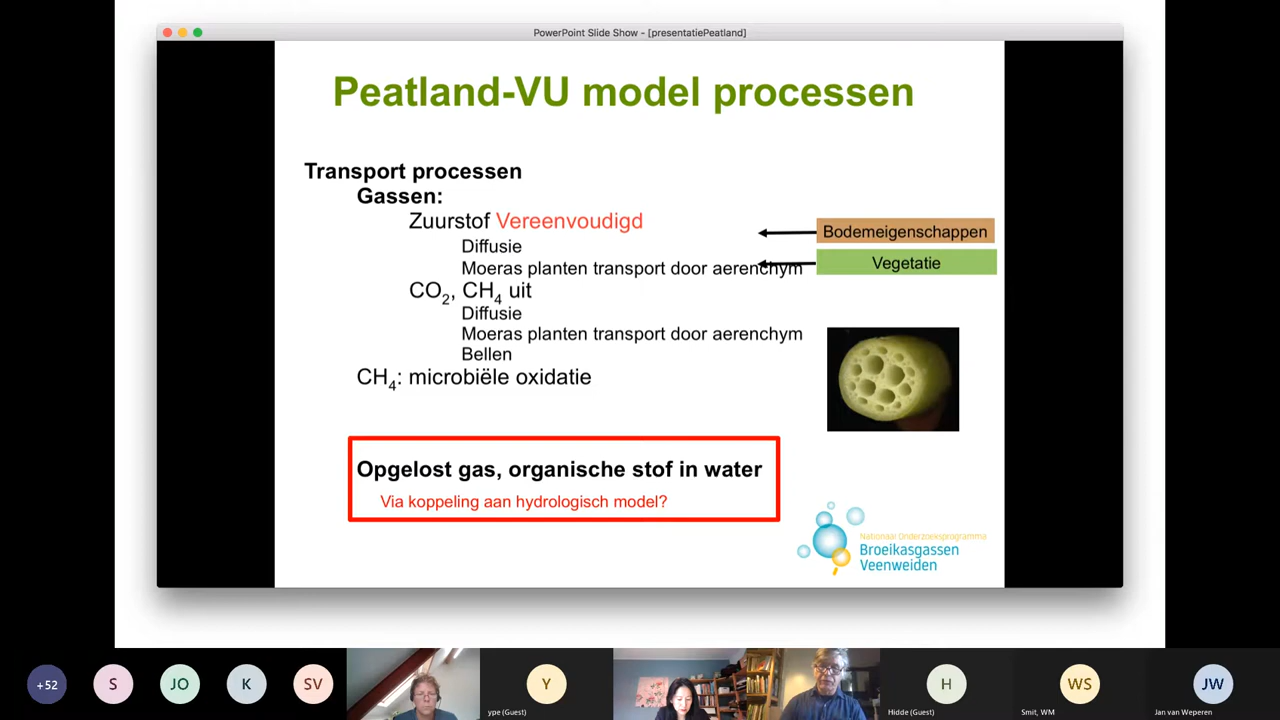 PowerPoint Slide Show - [presentatiePeatland]
Peatland-VU model processen
Transport processen
Gassen:
Zuurstof Vereenvoudigd
Diffusie
Moeras planten transport door aerenchym
CO2, CH4 uit
Diffusie
Moeras planten transport door aerenchym
Bellen
CH4: microbiële oxidatie
Bodemeigenschappen
Vegetatie
Opgelost gas, organische stof in water
Via koppeling aan hydrologisch model?
Nationaal Onderzoeksprogramma
Broeikasgassen
Veenweiden
+52
S
JO
K
SV
Y
ype (Guest)
H
Hidde (Guest)
WS
Smit, WM
JW
Jan van Weperen